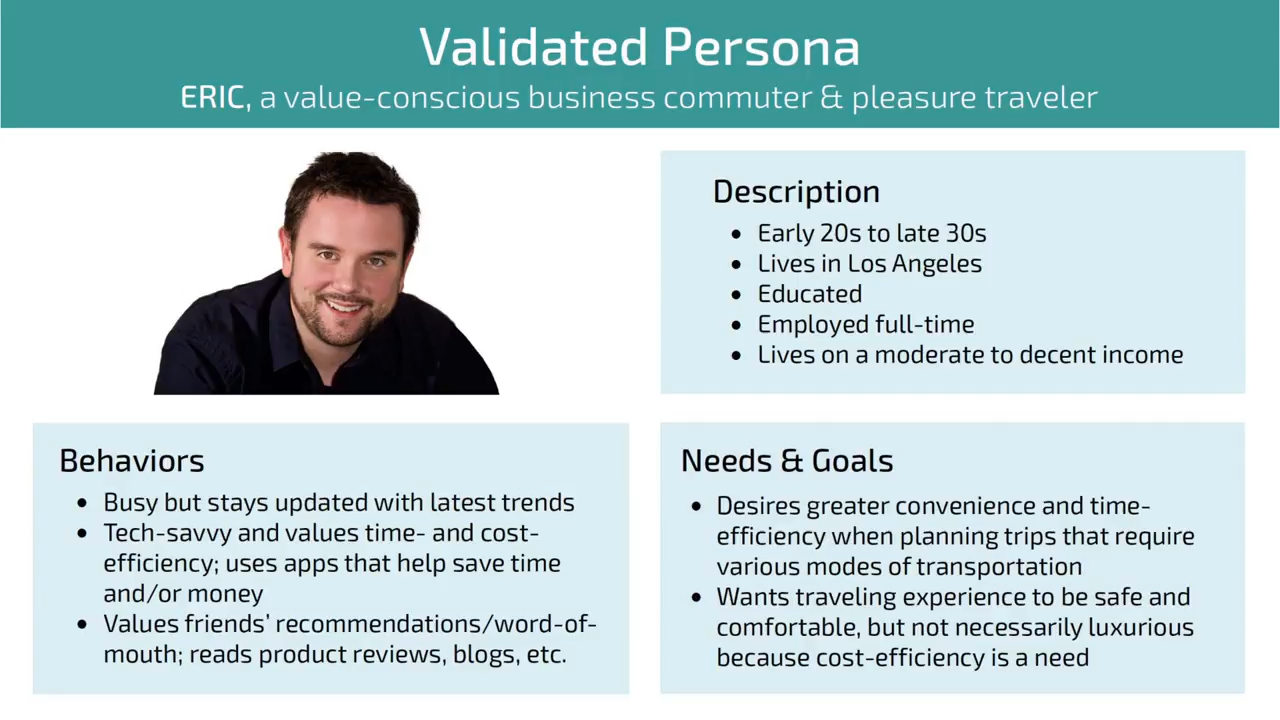 Validated Persona
ERIC, a value-conscious business commuter & pleasure traveler
Description
• Early 20s to late 30s
• Lives in Los Angeles
• Educated
• Employed full-time
• Lives on a moderate to decent income
Behaviors
• Busy but stays updated with latest trends
• Tech-savvy and values time- and cost-
efficiency; uses apps that help save time
and/or money
• Values friends’ recommendations/word-of-
mouth; reads product reviews, blogs, etc.
Needs & Goals
• Desires greater convenience and time-
efficiency when planning trips that require
various modes of transportation
• Wants traveling experience to be safe and
comfortable, but not necessarily luxurious
because cost-efficiency is a need